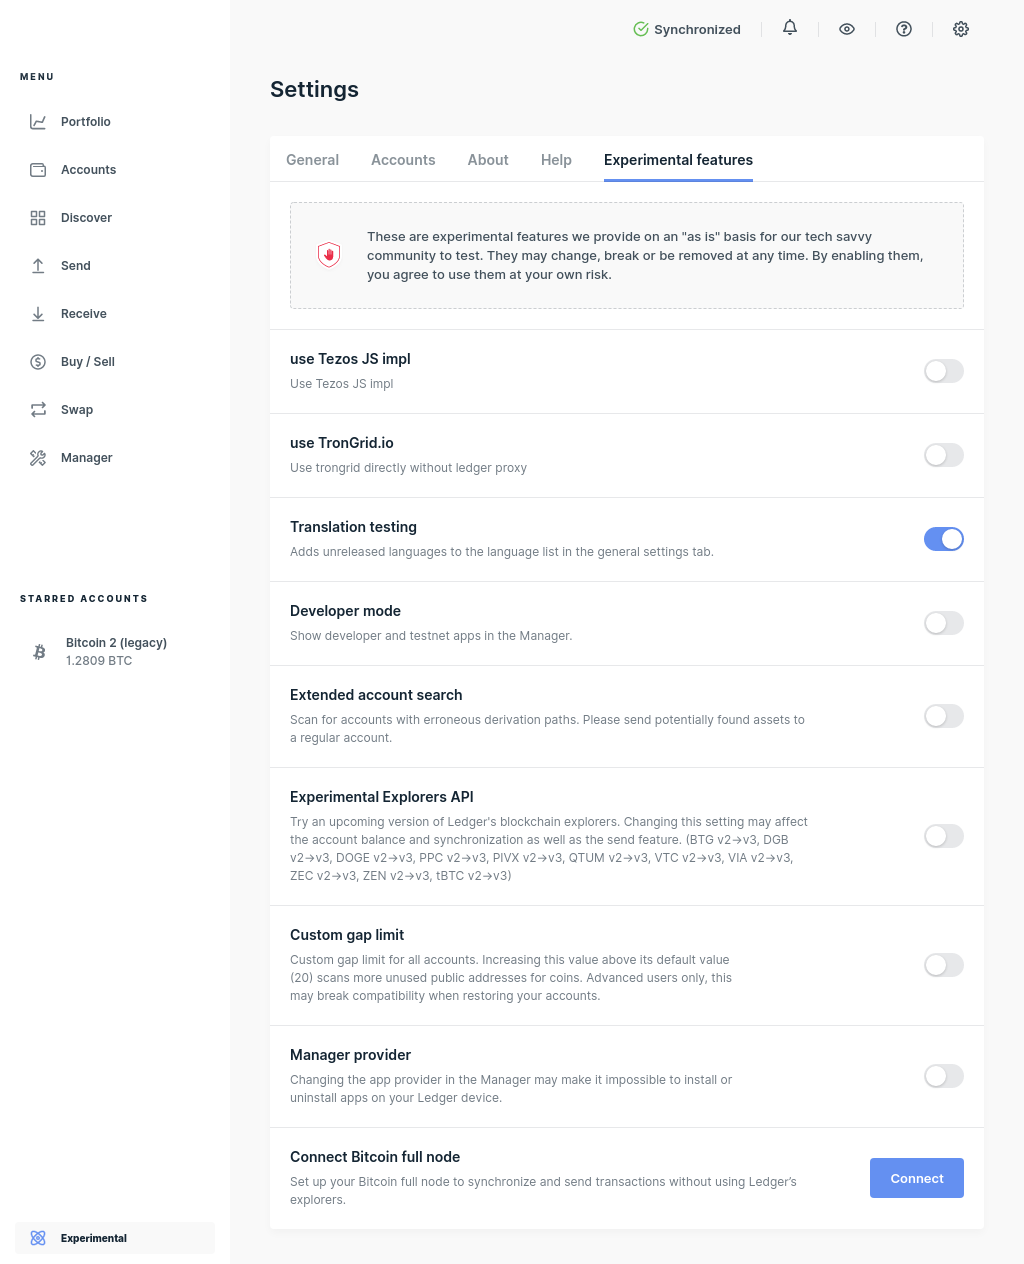 Synchronized
MENU
Portfolio
Accounts
Discover
Send
Receive
Buy / Sell
Swap
Manager
STARRED ACCOUNTS
Bitcoin 2 (legacy)
1.2809 BTC
Experimental
Settings
General Accounts About Help Experimental features
These are experimental features we provide on an "as is" basis for our tech savvy
community to test. They may change, break or be removed at any time. By enabling them,
you agree to use them at your own risk.
use Tezos JS impl
Use Tezos JS impl
use TronGrid.io
Use trongrid directly without ledger proxy
Translation testing
Adds unreleased languages to the language list in the general settings tab.
Developer mode
Show developer and testnet apps in the Manager.
Extended account search
Scan for accounts with erroneous derivation paths. Please send potentially found assets to
a regular account.
Experimental Explorers API
Try an upcoming version of Ledger's blockchain explorers. Changing this setting may affect
the account balance and synchronization as well as the send feature. (BTG v2->v3, DGB
v2->v3, DOGE v2->v3, PPC v2->v3, PIVX v2->v3, QTUM v2->v3, VTC v2->v3, VIA v2->v3,
ZEC v2->v3, ZEN v2->v3, tBTC v2->v3)
Custom gap limit
Custom gap limit for all accounts. Increasing this value above its default value
(20) scans more unused public addresses for coins. Advanced users only, this
may break compatibility when restoring your accounts.
Manager provider
Changing the app provider in the Manager may make it impossible to install or
uninstall apps on your Ledger device.
Connect Bitcoin full node
Set up your Bitcoin full node to synchronize and send transactions without using Ledger’s
explorers.
Connect